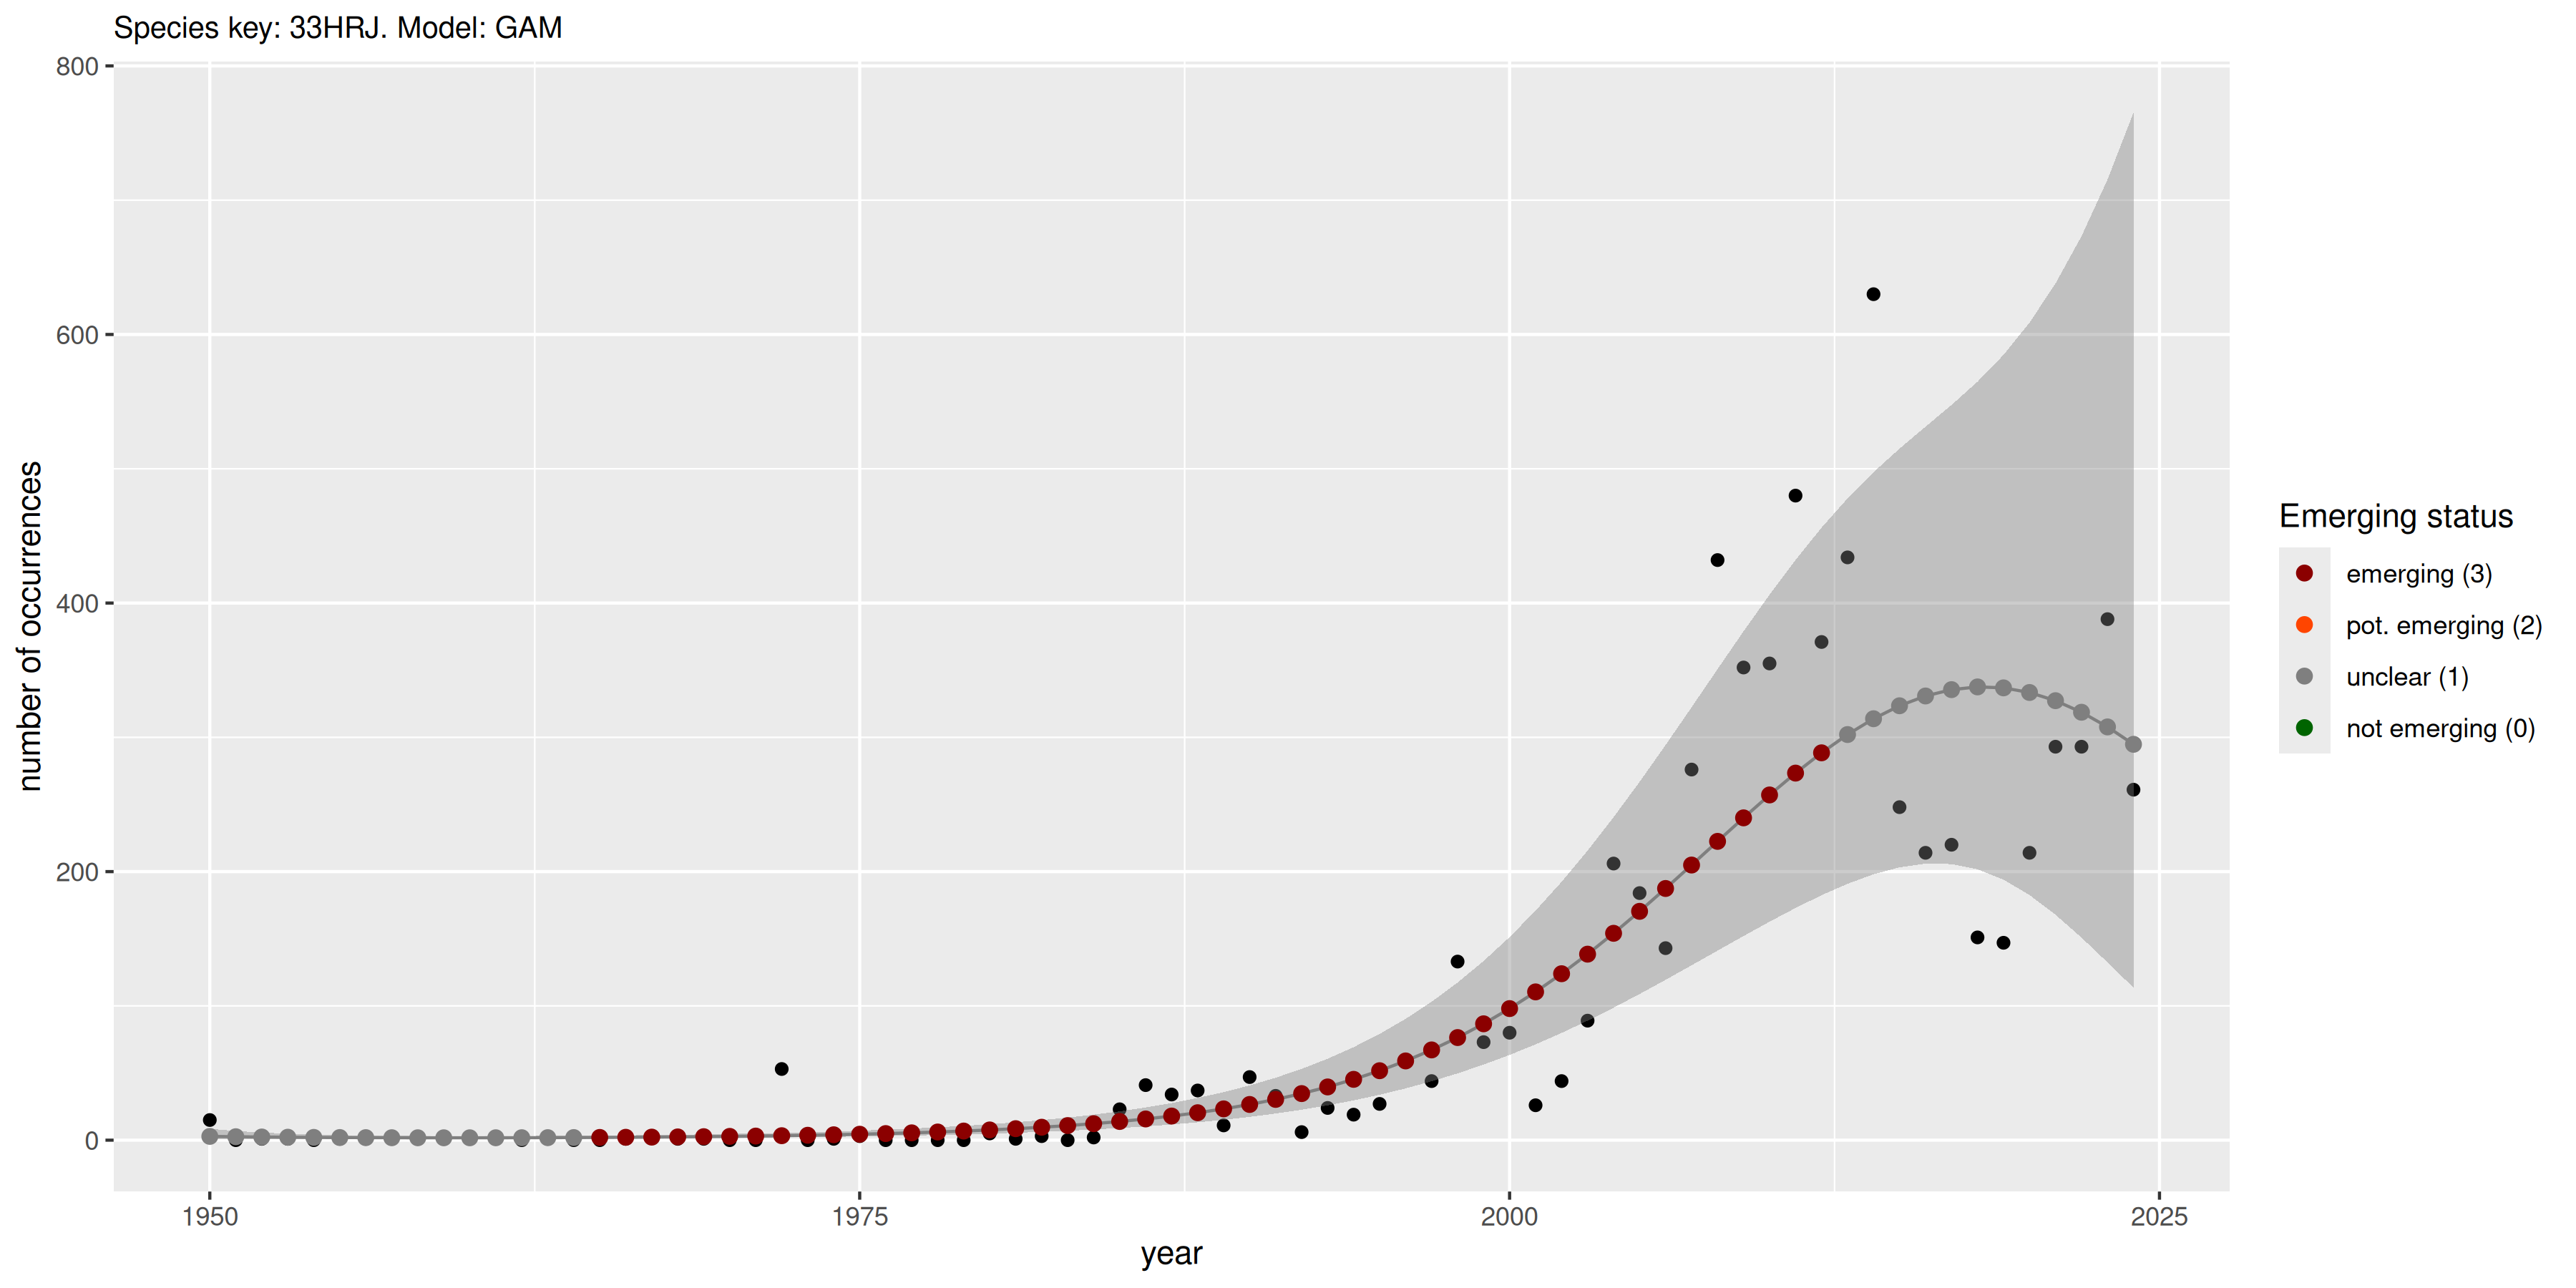 Species key: 33HRJ. Model: GAM
800
600
400
200
0
number of occurrences
1950
1975
2000
2025
year
Emerging status
emerging (3)
pot. emerging (2)
unclear (1)
not emerging (0)